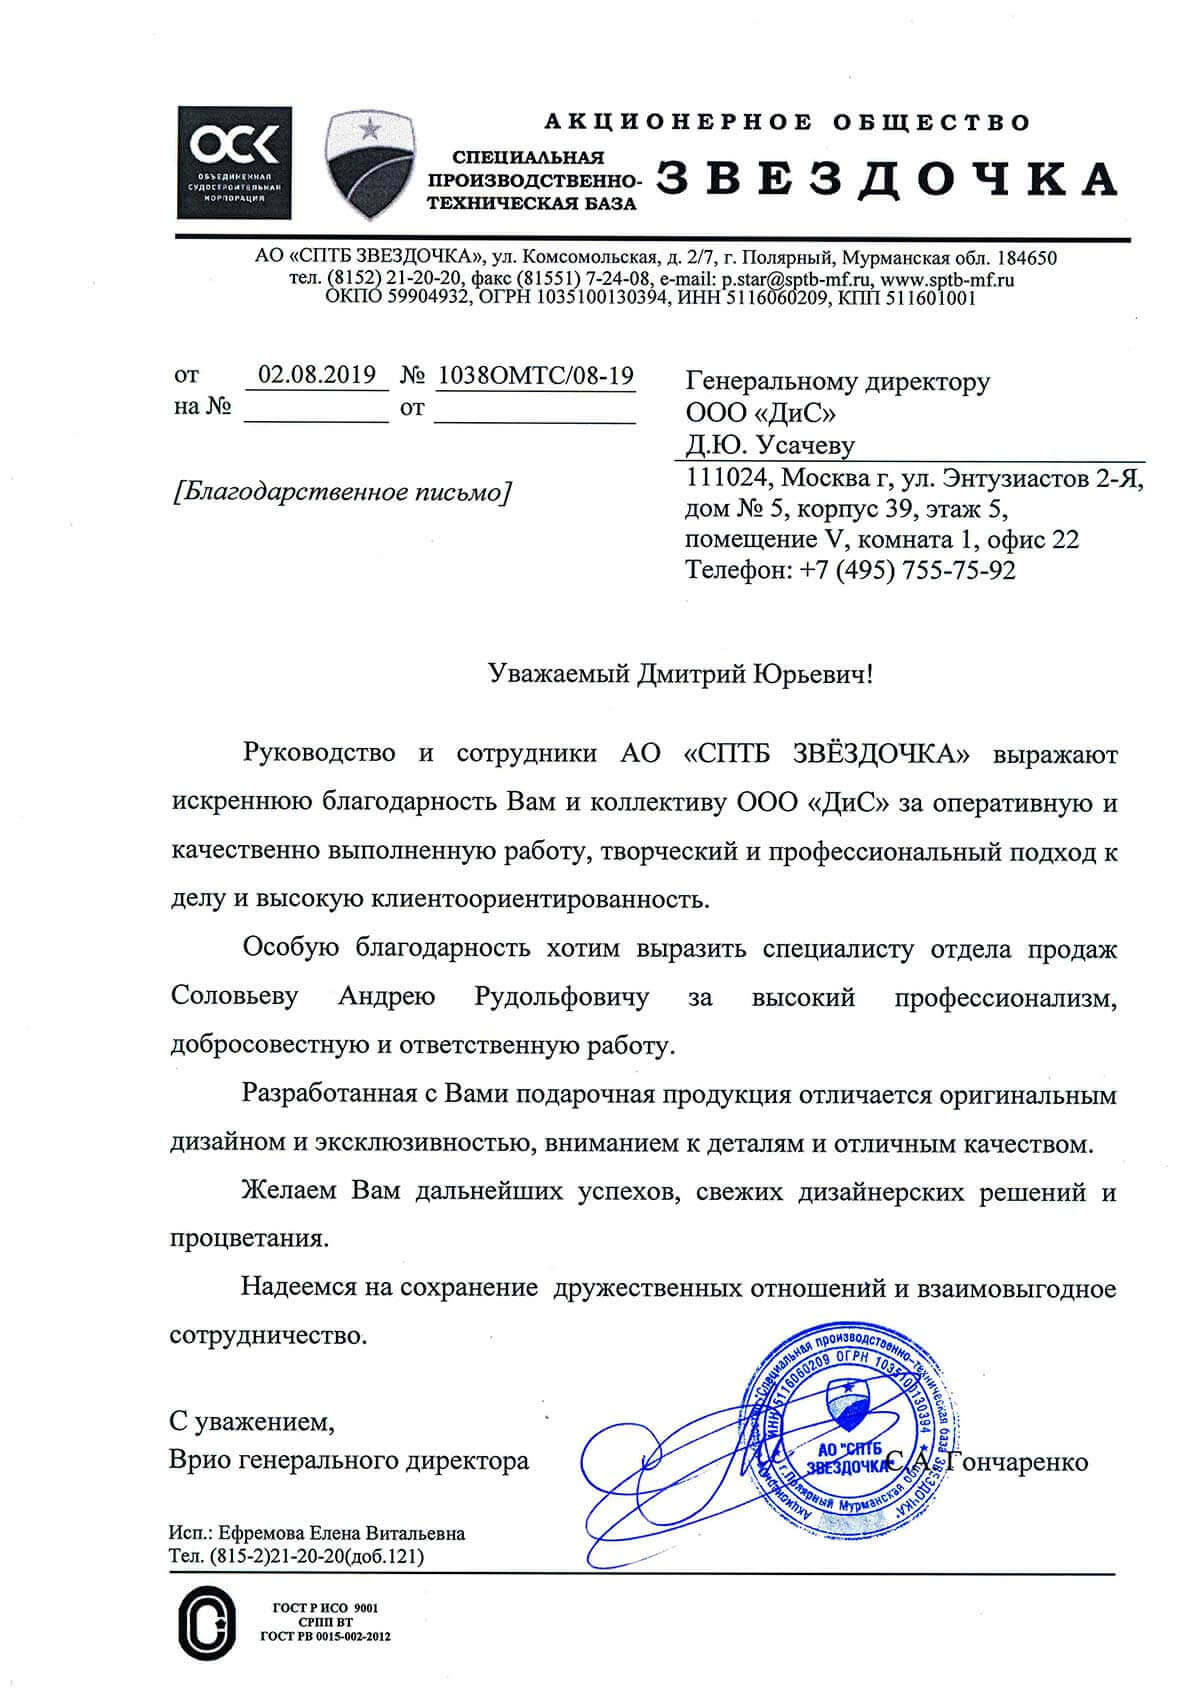 ОСК
ОБЪЕДИНЕННАЯ
СУДОСТРОИТЕЛЬНАЯ
КОРПОРАЦИЯ
АКЦИОНЕРНОЕ ОБЩЕСТВО
СПЕЦИАЛЬНАЯ
ПРОИЗВОДСТВЕННО-
ТЕХНИЧЕСКАЯ БАЗА
ЗВЕЗДОЧКА
АО «СПТБ ЗВЕЗДОЧКА», ул. Комсомольская, д. 2/7, г. Полярный, Мурманская обл. 184650
тел. (8152) 21-20-20, факс (81551) 7-24-08, e-mail: p.star@sptb-mf.ru, www.sptb-mf.ru
ОКПО 59904932, ОГРН 1035100130394, ИНН 5116060209, КПП 511601001
от 02.08.2019 № 1038ОМТС/08-19
на № от
Генеральному директору
ООО «ДиС»
Д.Ю. Усачеву
111024, Москва г, ул. Энтузиастов 2-Я,
дом № 5, корпус 39, этаж 5,
помещение V, комната 1, офис 22
Телефон: +7 (495) 755-75-92
[Благодарственное письмо]
Уважаемый Дмитрий Юрьевич!
Руководство и сотрудники АО «СПТБ ЗВЁЗДОЧКА» выражают
искреннюю благодарность Вам и коллективу ООО «ДиС» за оперативную и
качественно выполненную работу, творческий и профессиональный подход к
делу и высокую клиентоориентированность.
Особую благодарность хотим выразить специалисту отдела продаж
Соловьеву Андрею Рудольфовичу за высокий профессионализм,
добросовестную и ответственную работу.
Разработанная с Вами подарочная продукция отличается оригинальным
дизайном и эксклюзивностью, вниманием к деталям и отличным качеством.
Желаем Вам дальнейших успехов, свежих дизайнерских решений и
процветания.
Надеемся на сохранение дружественных отношений и взаимовыгодное
сотрудничество.
С уважением,
Врио генерального директора
С.А. Гончаренко
Специальная производственно-техническая база "ЗВЕЗДОЧКА"
ИНН 5116060209 ОГРН 1035100130394
г.Полярный Мурманская обл.
АО "СПТБ
ЗВЕЗДОЧКА"
Исп.: Ефремова Елена Витальевна
Тел. (815-2)21-20-20(доб.121)
ГОСТ Р ИСО 9001
СРПП ВТ
ГОСТ РВ 0015-002-2012